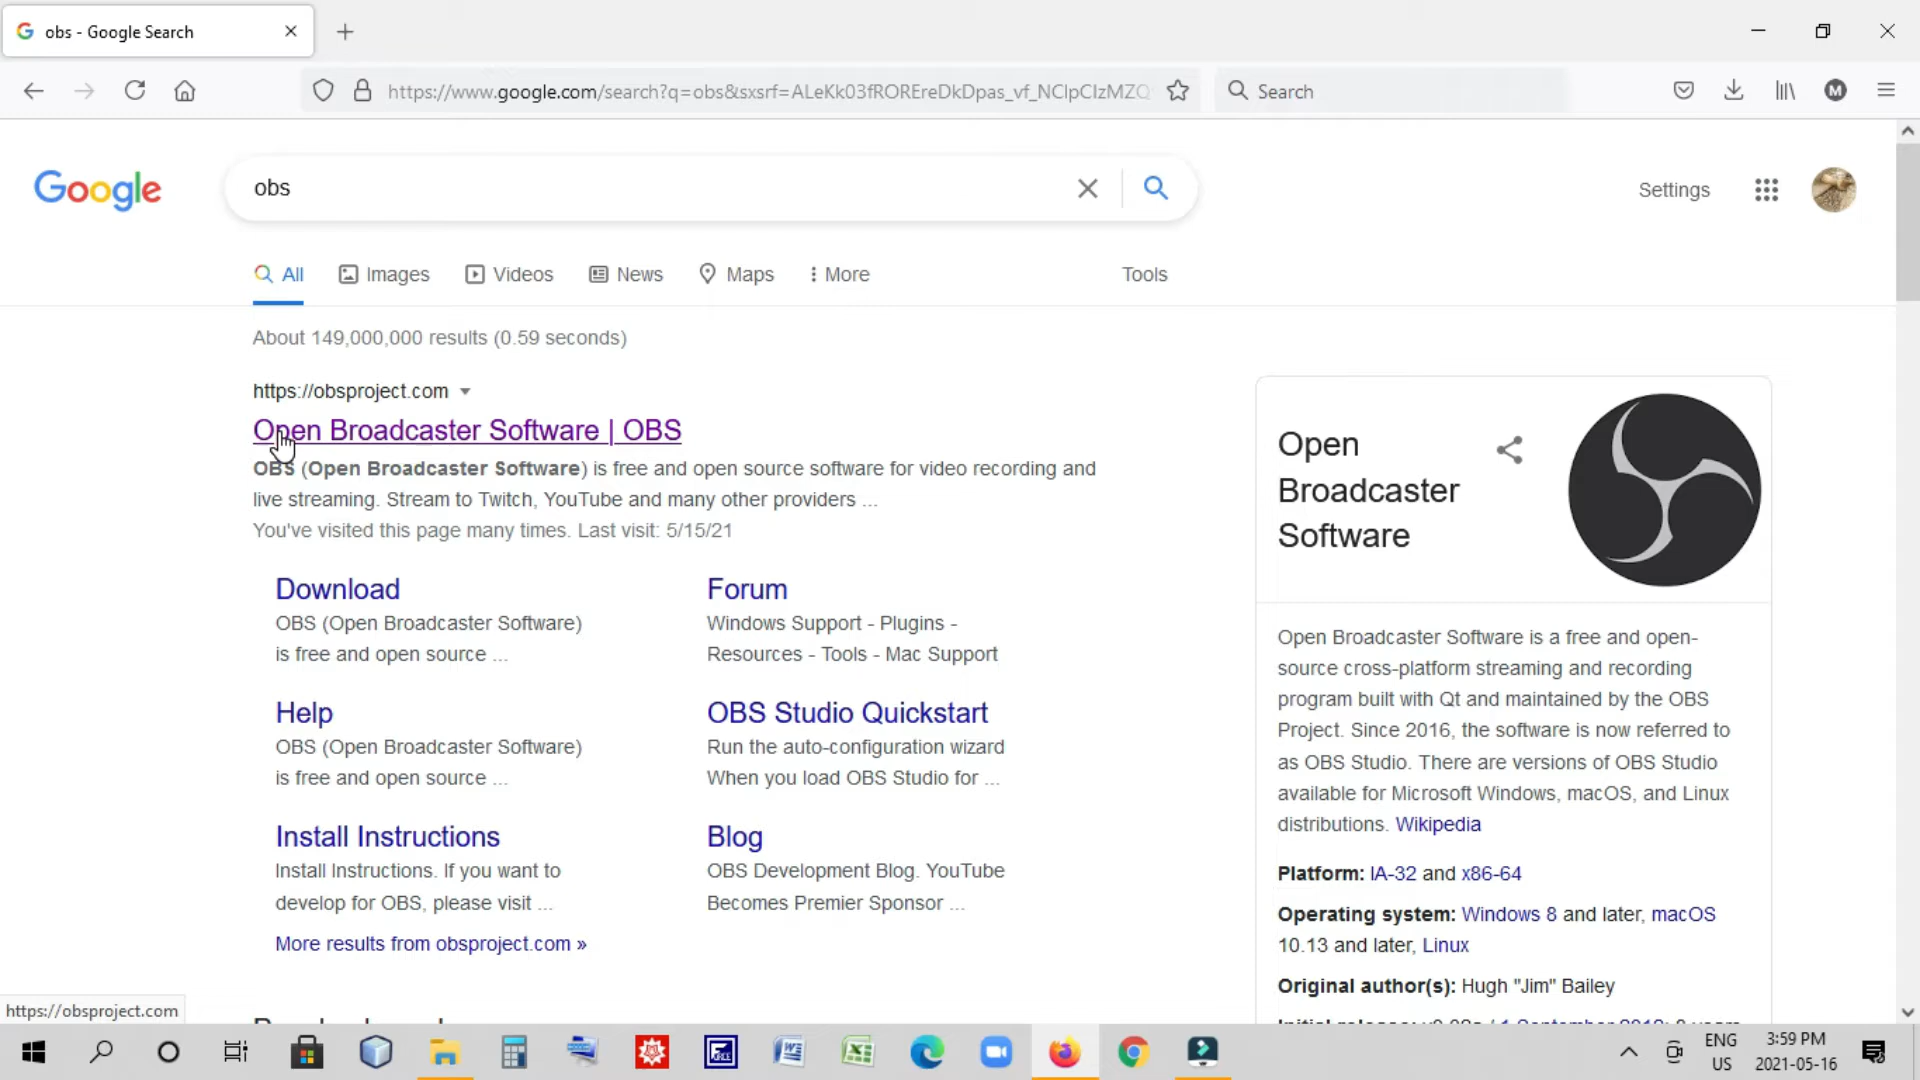 obs - Google Search
https://www.google.com/search?q=obs&sxsrf=ALeKk03fROREreDkDpas_vf_NClpCIzMZQ
Search
Google
obs
Settings
All
Images
Videos
News
Maps
More
Tools
About 149,000,000 results (0.59 seconds)
https://obsproject.com
Open Broadcaster Software | OBS
OBS (Open Broadcaster Software) is free and open source software for video recording and
live streaming. Stream to Twitch, YouTube and many other providers ...
You've visited this page many times. Last visit: 5/15/21
Download
OBS (Open Broadcaster Software)
is free and open source ...
Forum
Windows Support - Plugins -
Resources - Tools - Mac Support
Help
OBS (Open Broadcaster Software)
is free and open source ...
OBS Studio Quickstart
Run the auto-configuration wizard
When you load OBS Studio for ...
Install Instructions
Install Instructions. If you want to
develop for OBS, please visit ...
Blog
OBS Development Blog. YouTube
Becomes Premier Sponsor ...
More results from obsproject.com »
Open
Broadcaster
Software
Open Broadcaster Software is a free and open-
source cross-platform streaming and recording
program built with Qt and maintained by the OBS
Project. Since 2016, the software is now referred to
as OBS Studio. There are versions of OBS Studio
available for Microsoft Windows, macOS, and Linux
distributions. Wikipedia
Platform: IA-32 and x86-64
Operating system: Windows 8 and later, macOS
10.13 and later, Linux
Original author(s): Hugh "Jim" Bailey
https://obsproject.com
ENG
US
3:59 PM
2021-05-16